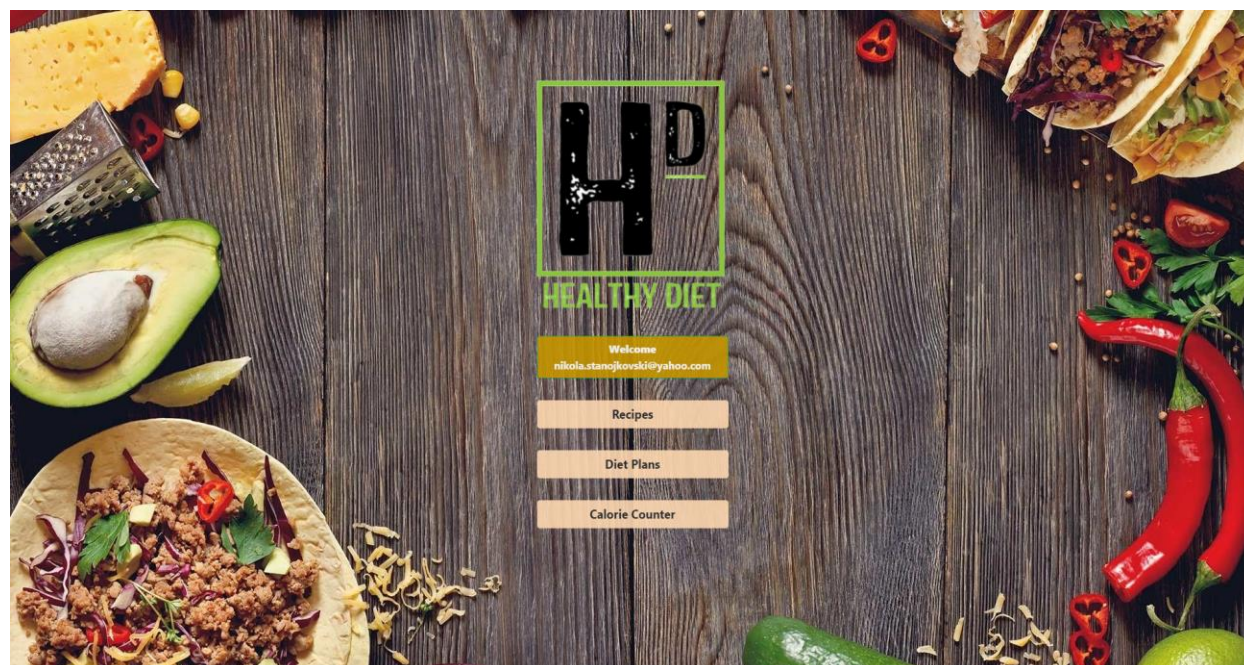 HD
HEALTHY DIET
Welcome
nikola.stanojkovski@yahoo.com
Recipes
Diet Plans
Calorie Counter